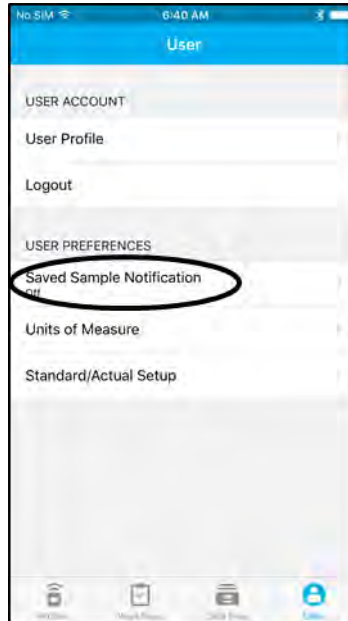 No SIM 6:40 AM
User
USER ACCOUNT
User Profile
Logout
USER PREFERENCES
Saved Sample Notification
Off
Units of Measure
Standard/Actual Setup